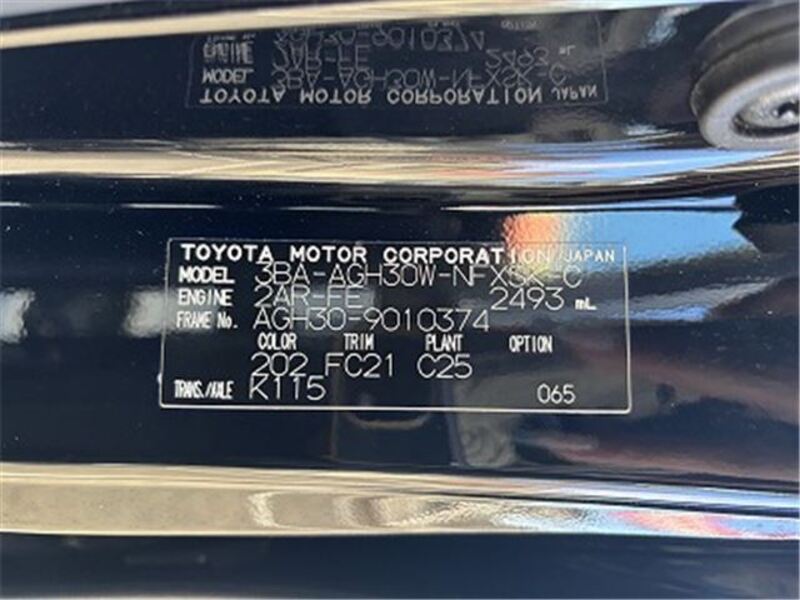 TOYOTA MOTOR CORPORATION JAPAN
MODEL 3BA-AGH30W-NFXSK-C
ENGINE 2AR-FE 2493 mL
FRAME No. AGH30-9010374
COLOR TRIM PLANT OPTION
202 FC21 C25
TRANS./AXLE K115 065